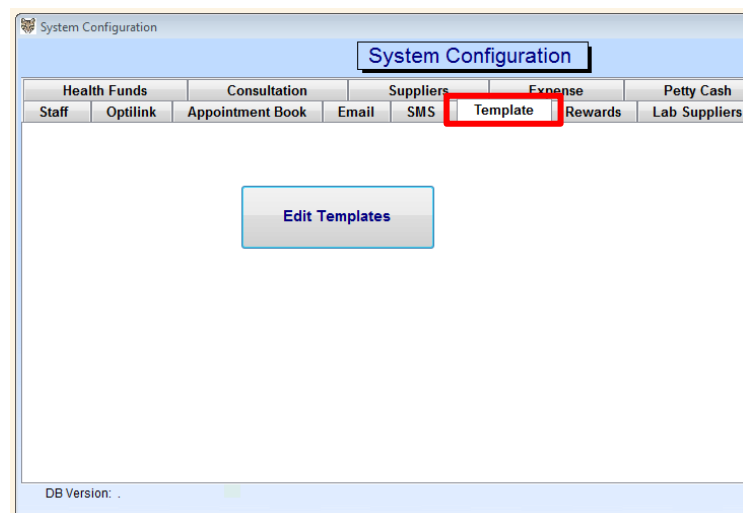 System Configuration
System Configuration
Health Funds Consultation Suppliers Expense Petty Cash
Staff Optilink Appointment Book Email SMS Template Rewards Lab Suppliers
Edit Templates
DB Version: .